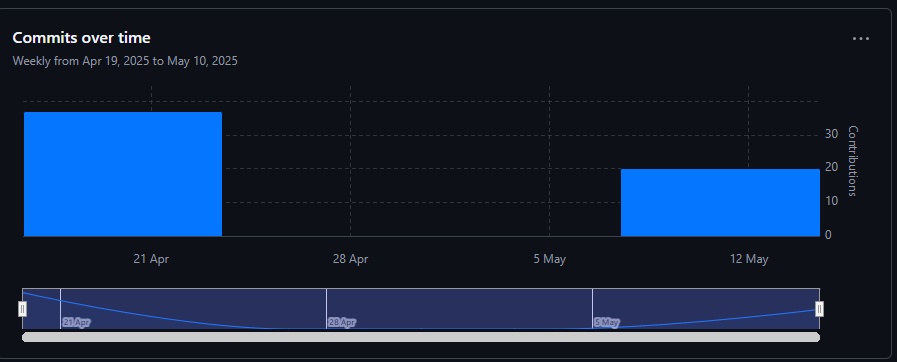 Commits over time
Weekly from Apr 19, 2025 to May 10, 2025
30
20
10
0
Contributions
21 Apr
28 Apr
5 May
12 May
21 Apr
28 Apr
5 May